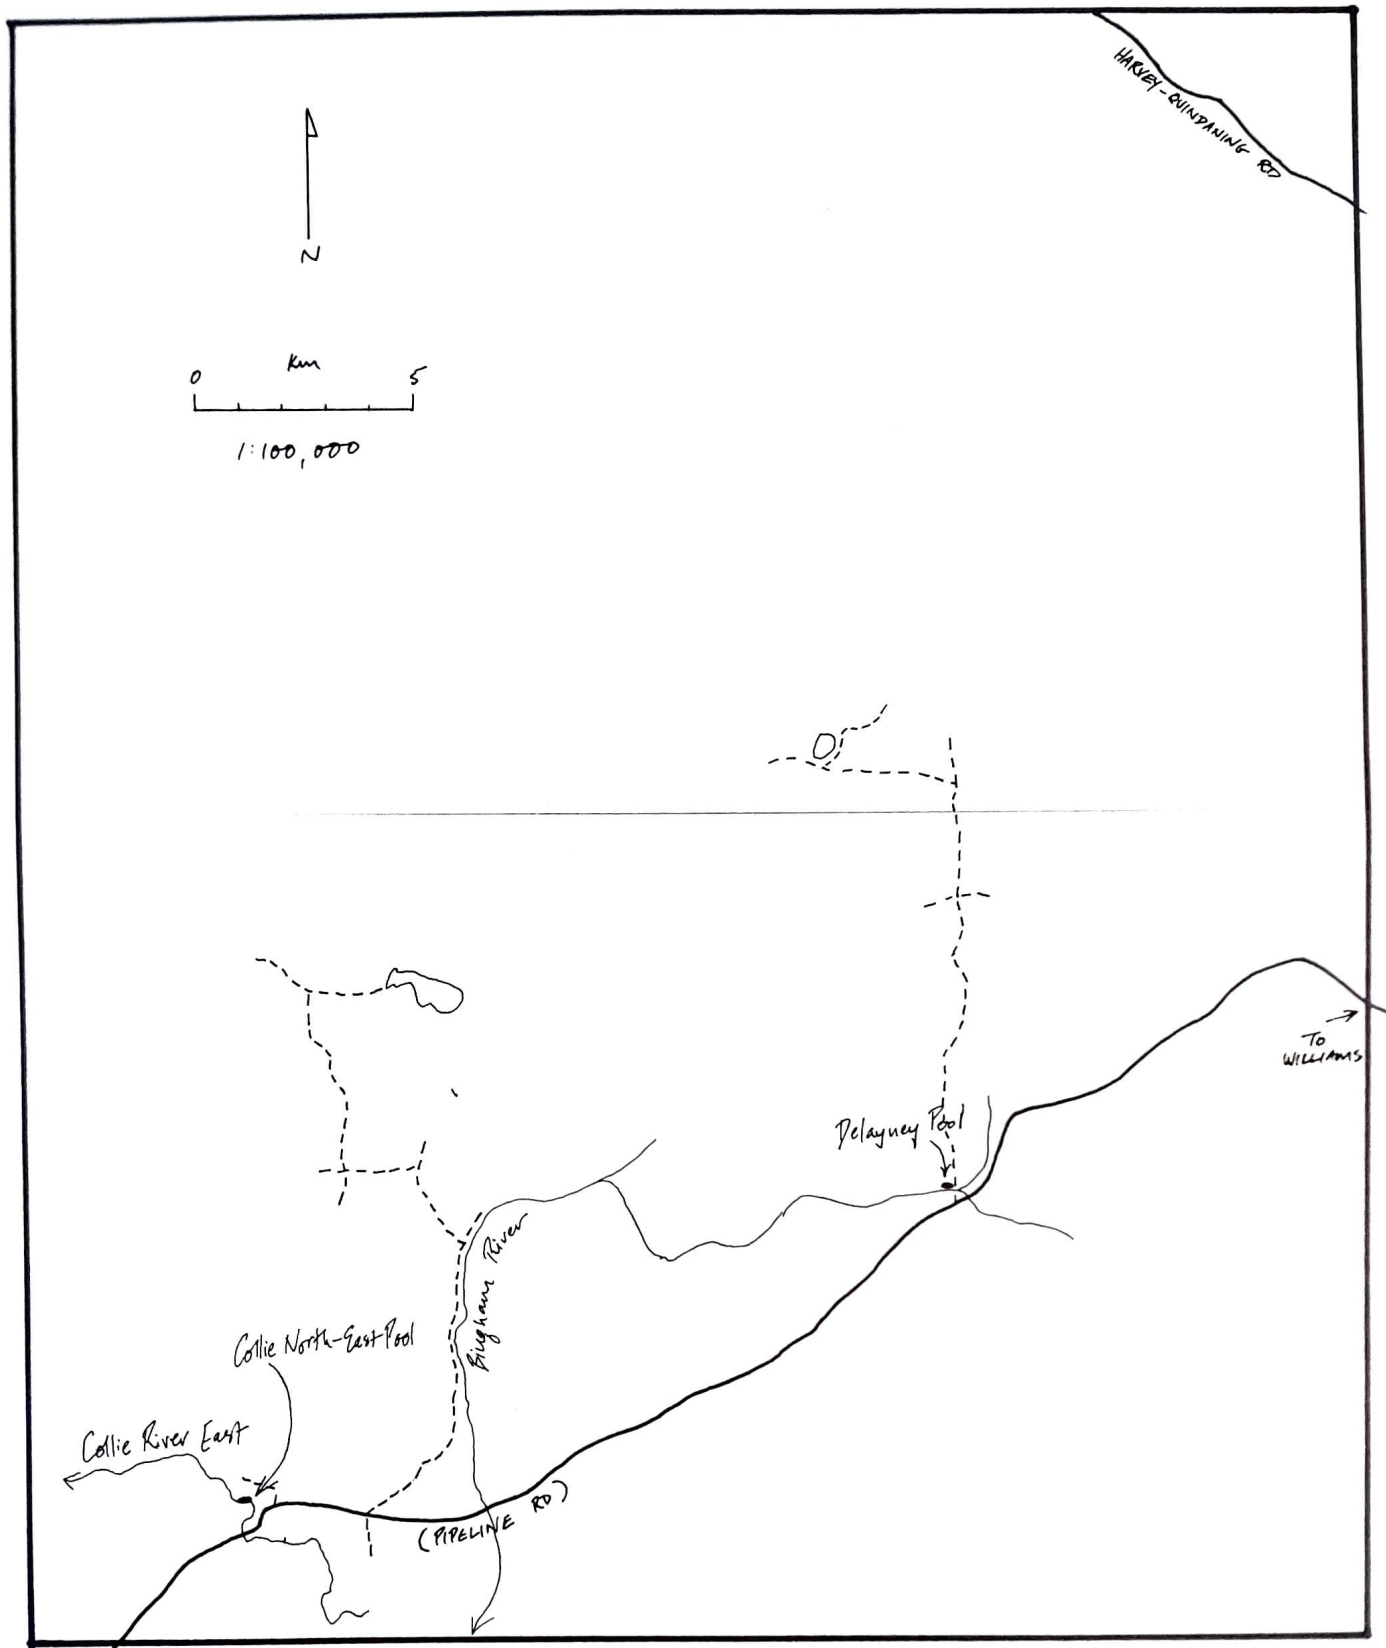 HARVEY-QUINDANING RD
N
Km
0 5
1:100,000
TO
WILLIAMS
Delayney Pool
Bingham River
Collie North-East Pool
Collie River East
(PIPELINE RD)